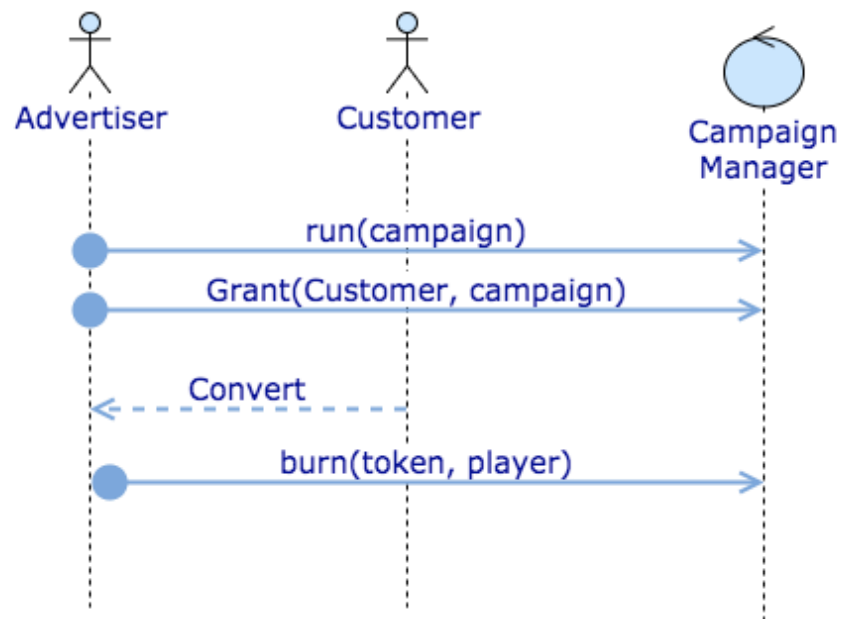 Advertiser
Customer
Campaign
Manager
run(campaign)
Grant(Customer, campaign)
Convert
burn(token, player)